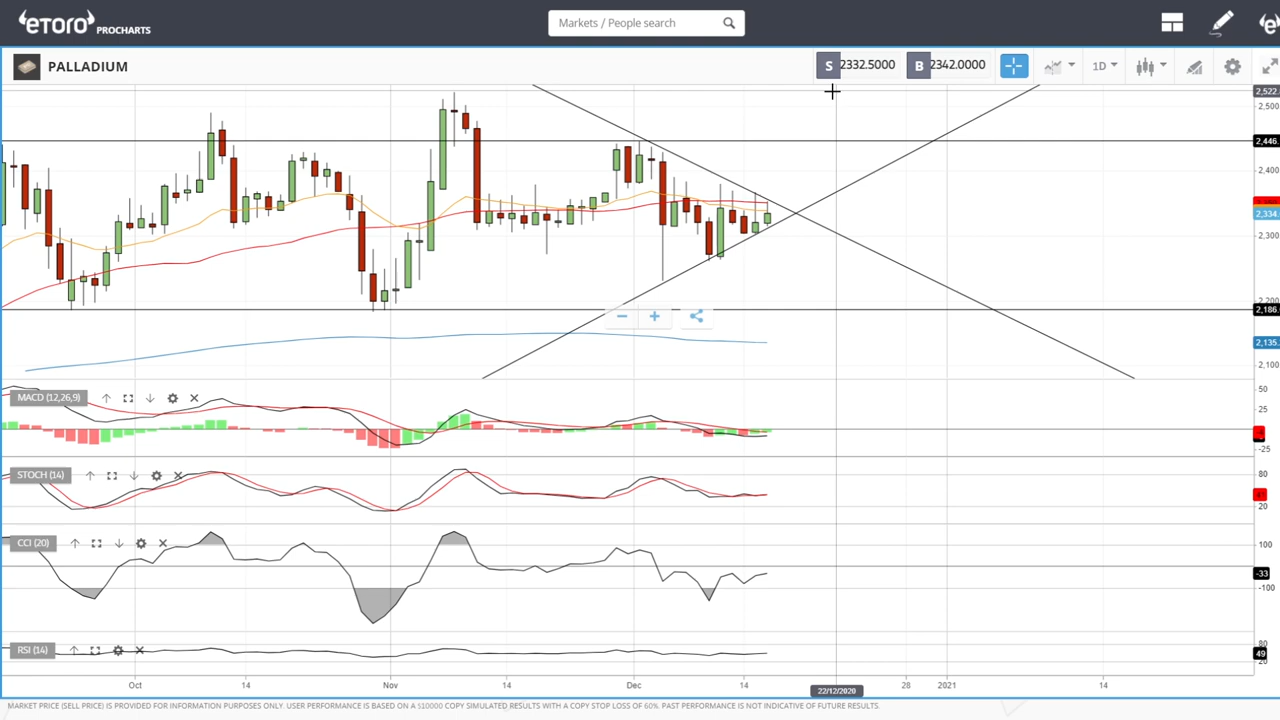 eTORO PROCHARTS
Markets / People search
PALLADIUM
S 2332.5000 B 2342.0000 1D
2,522.
2,500
2,446.
2,400
2,334.
2,300
2,200
2,186.
2,135.
2,100
MACD (12,26,9)
50
25
-25
STOCH (14)
80
20
CCI (20)
100
-33
-100
RSI (14)
80
49
20
Oct 14 Nov 14 Dec 14 28 2021 14
22/12/2020
MARKET PRICE (SELL PRICE) IS PROVIDED FOR INFORMATION PURPOSES ONLY. USER PERFORMANCE IS BASED ON A $10000 COPY SIMULATED RESULTS WITH A COPY STOP LOSS OF 60%. PAST PERFORMANCE IS NOT INDICATIVE OF FUTURE RESULTS.